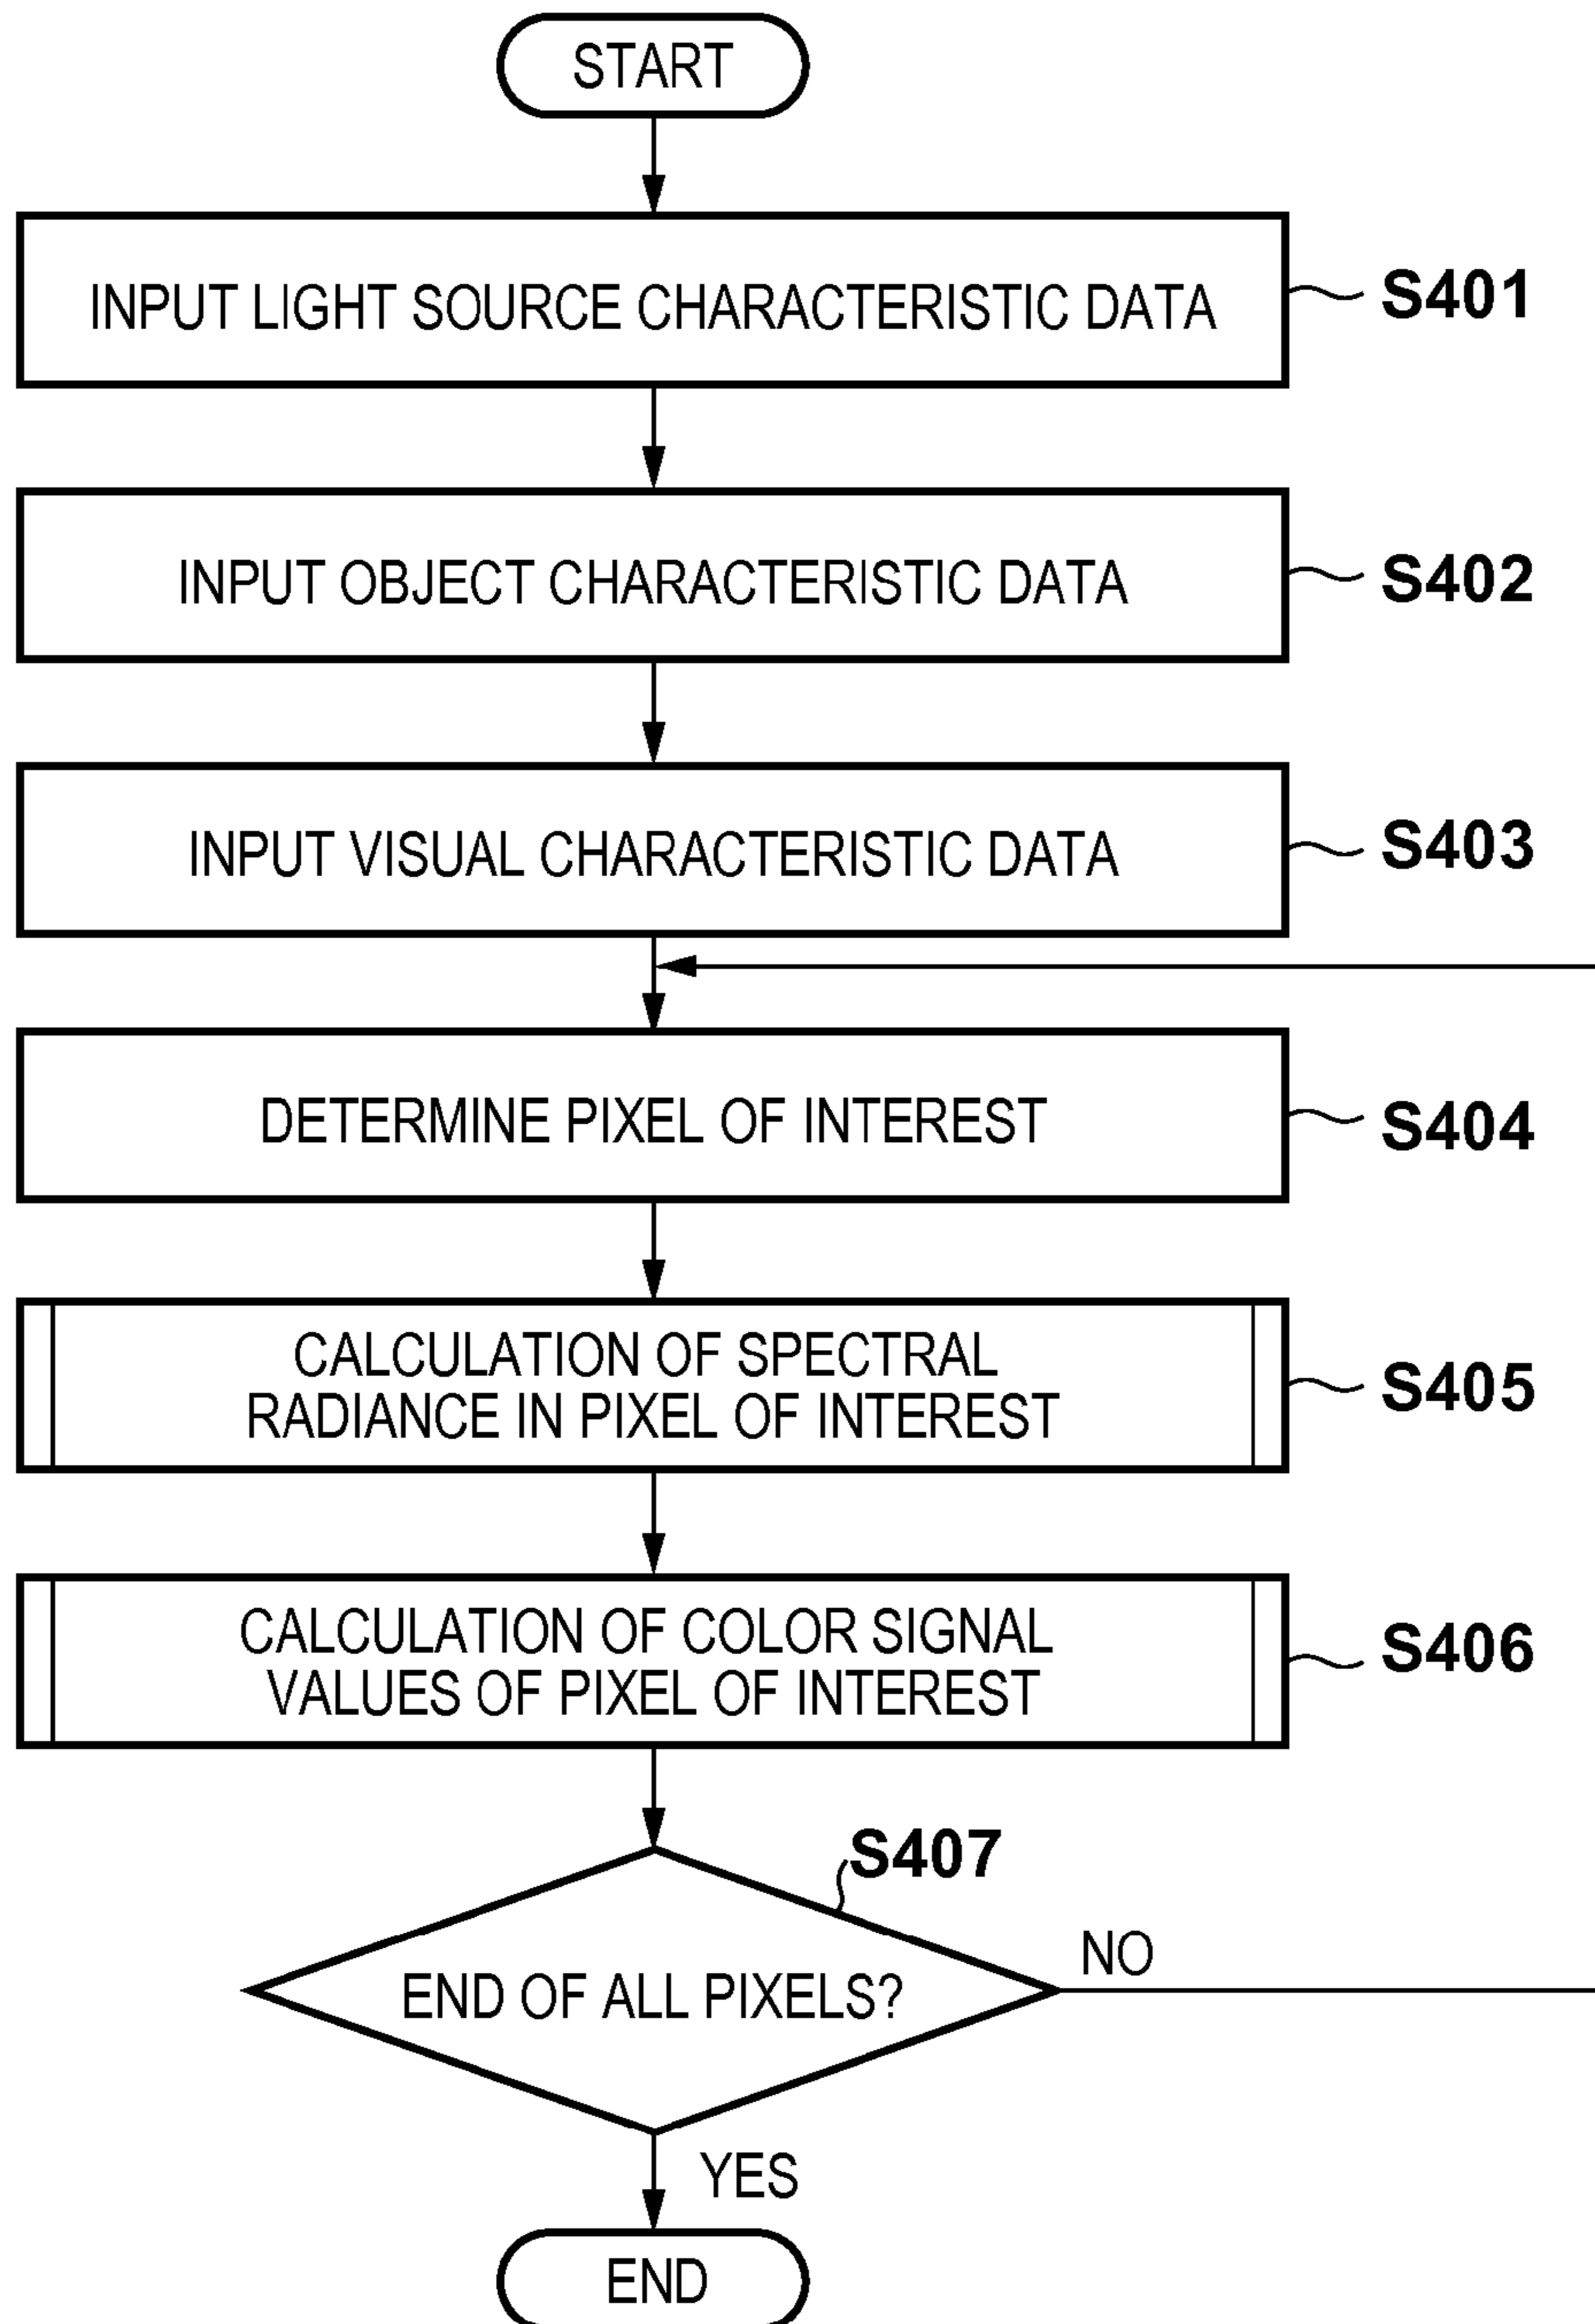 START
INPUT LIGHT SOURCE CHARACTERISTIC DATA
S401
INPUT OBJECT CHARACTERISTIC DATA
S402
INPUT VISUAL CHARACTERISTIC DATA
S403
DETERMINE PIXEL OF INTEREST
S404
CALCULATION OF SPECTRAL
RADIANCE IN PIXEL OF INTEREST
S405
CALCULATION OF COLOR SIGNAL
VALUES OF PIXEL OF INTEREST
S406
S407
END OF ALL PIXELS?
NO
YES
END